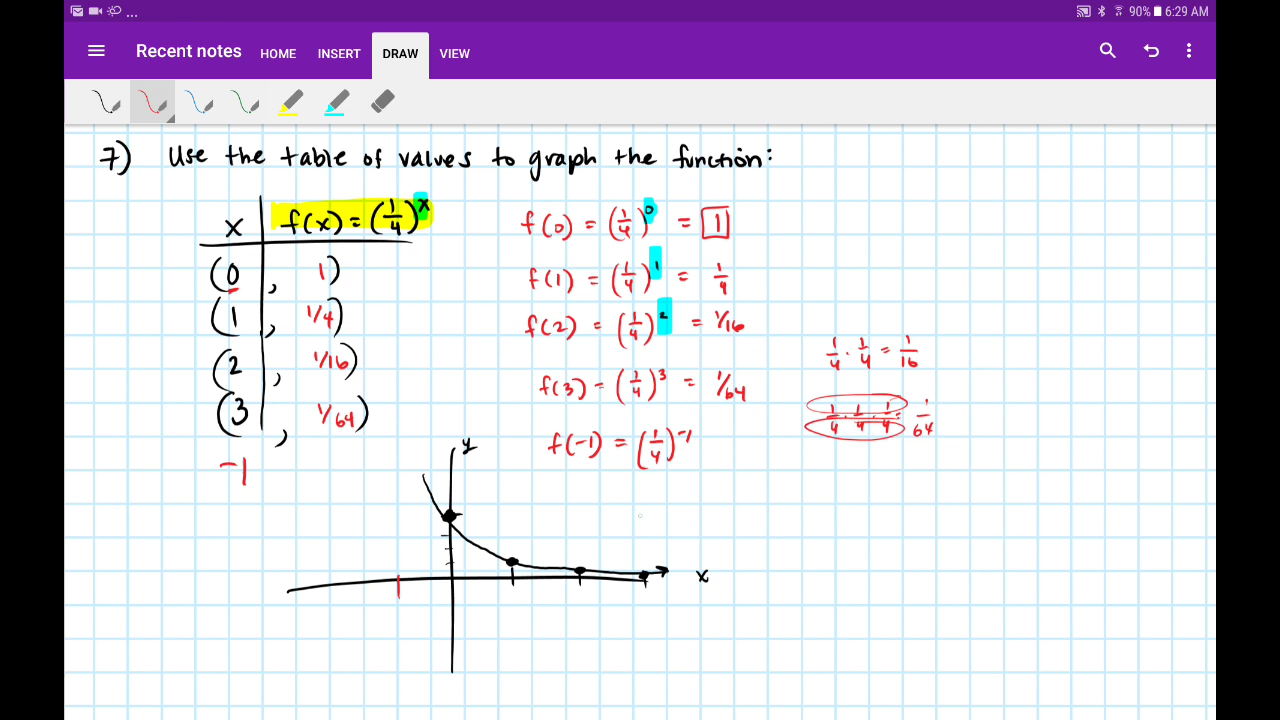 90% 6:29 AM
Recent notes HOME INSERT DRAW VIEW
7) Use the table of values to graph the function:
x f(x) = (1/4)^x
(0, 1)
(1, 1/4)
(2, 1/16)
(3, 1/64)
-1
f(0) = (1/4)^0 = 1
f(1) = (1/4)^1 = 1/4
f(2) = (1/4)^2 = 1/16
f(3) = (1/4)^3 = 1/64
f(-1) = (1/4)^-1
1/4 · 1/4 = 1/16
1/4 · 1/4 · 1/4 = 1/64
y
x